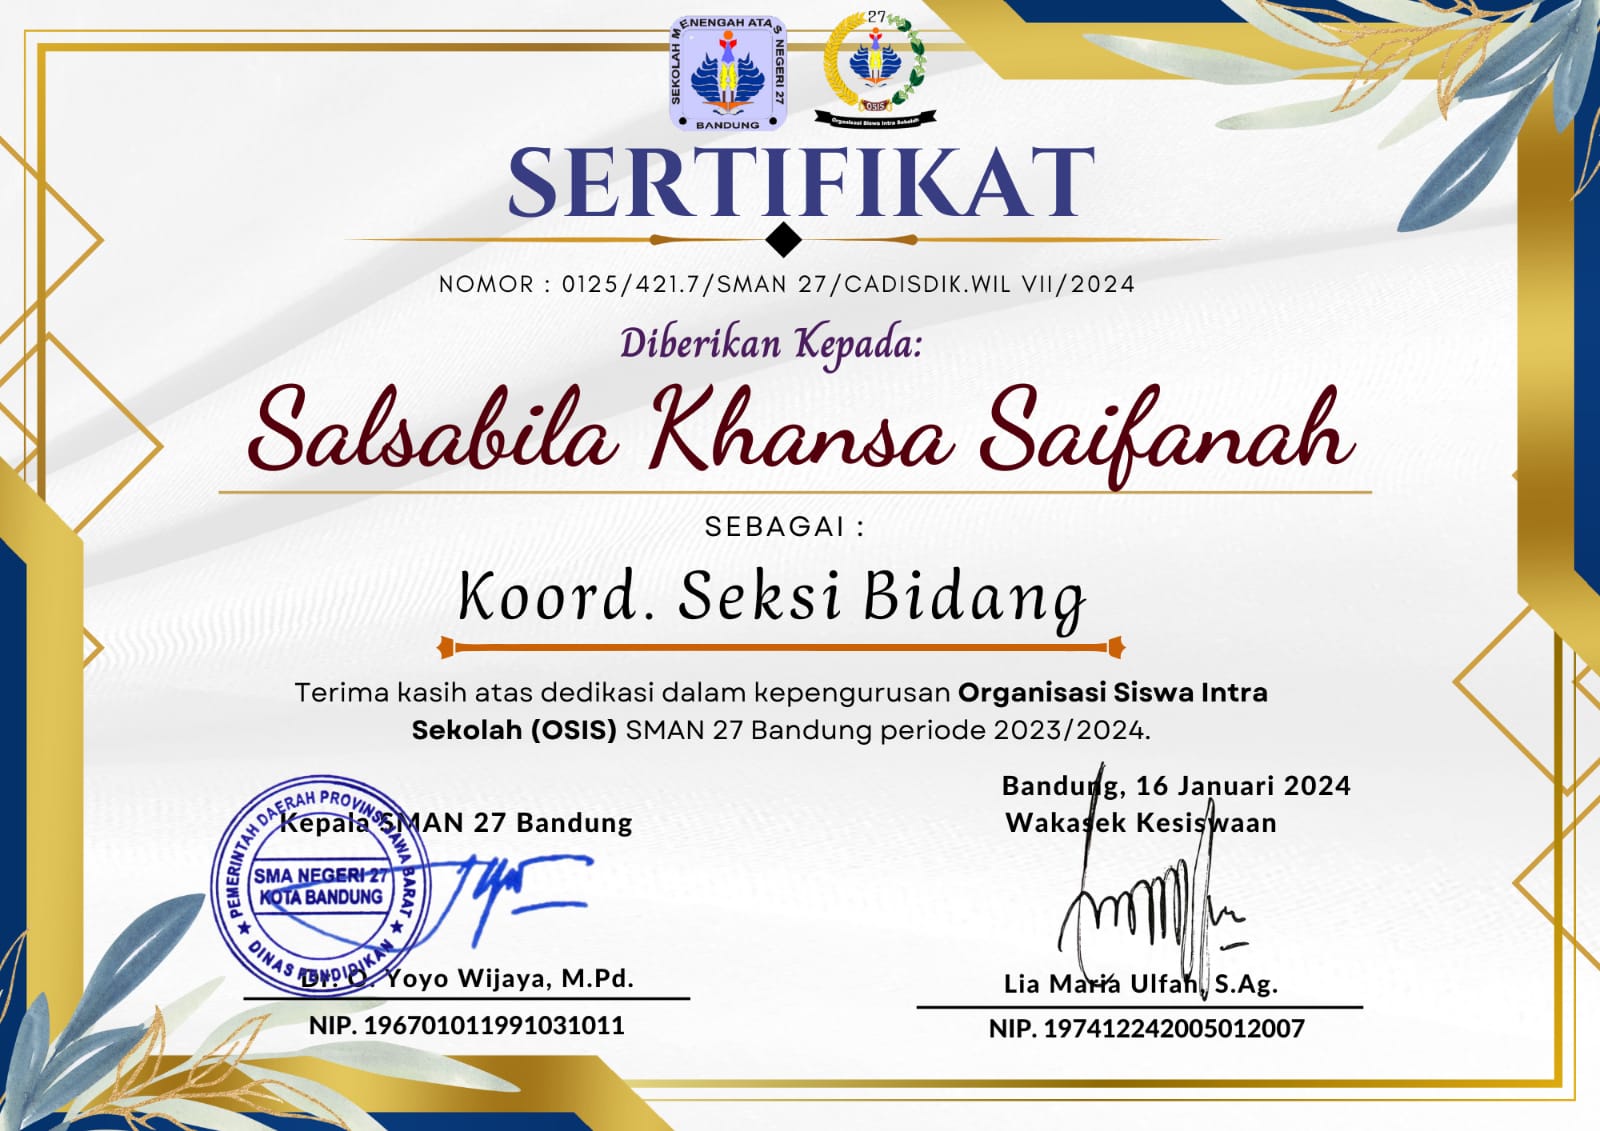 SEKOLAH MENENGAH ATAS NEGERI 27
BANDUNG
27
OSIS
Organisasi Siswa Intra Sekolah
SERTIFIKAT
NOMOR : 0125/421.7/SMAN 27/CADISDIK.WIL VII/2024
Diberikan Kepada:
Salsabila Khansa Saifanah
SEBAGAI :
Koord. Seksi Bidang
Terima kasih atas dedikasi dalam kepengurusan Organisasi Siswa Intra
Sekolah (OSIS) SMAN 27 Bandung periode 2023/2024.
Bandung, 16 Januari 2024
Kepala SMAN 27 Bandung
Wakasek Kesiswaan
PEMERINTAH DAERAH PROVINSI JAWA BARAT
SMA NEGERI 27
KOTA BANDUNG
DINAS PENDIDIKAN
Dr. O. Yoyo Wijaya, M.Pd.
Lia Maria Ulfah, S.Ag.
NIP. 196701011991031011
NIP. 197412242005012007